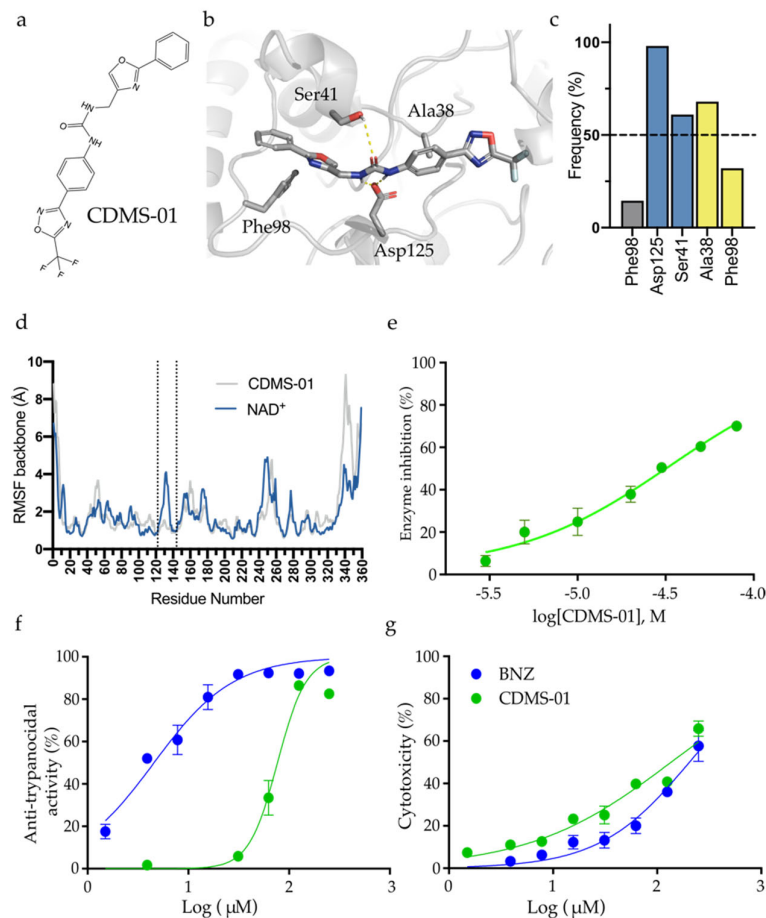 a
O
N
HN
O
NH
N
N
O
N
F
F
F
CDMS-01
b
Ser41
Ala38
Phe98
Asp125
c
Frequency (%)
100
50
0
Phe98
Asp125
Ser41
Ala38
Phe98
d
RMSF backbone (Å)
10
8
6
4
2
0
CDMS-01
NAD+
0 20 40 60 80 100 120 140 160 180 200 220 240 260 280 300 320 340 360
Residue Number
e
Enzyme inhibition (%)
100
80
60
40
20
0
-5.5 -5.0 -4.5 -4.0
log[CDMS-01], M
f
Anti-trypanocidal
activity (%)
100
80
60
40
20
0
0 1 2 3
Log ( μM)
g
BNZ
CDMS-01
Cytotoxicity (%)
100
80
60
40
20
0
0 1 2 3
Log ( μM)